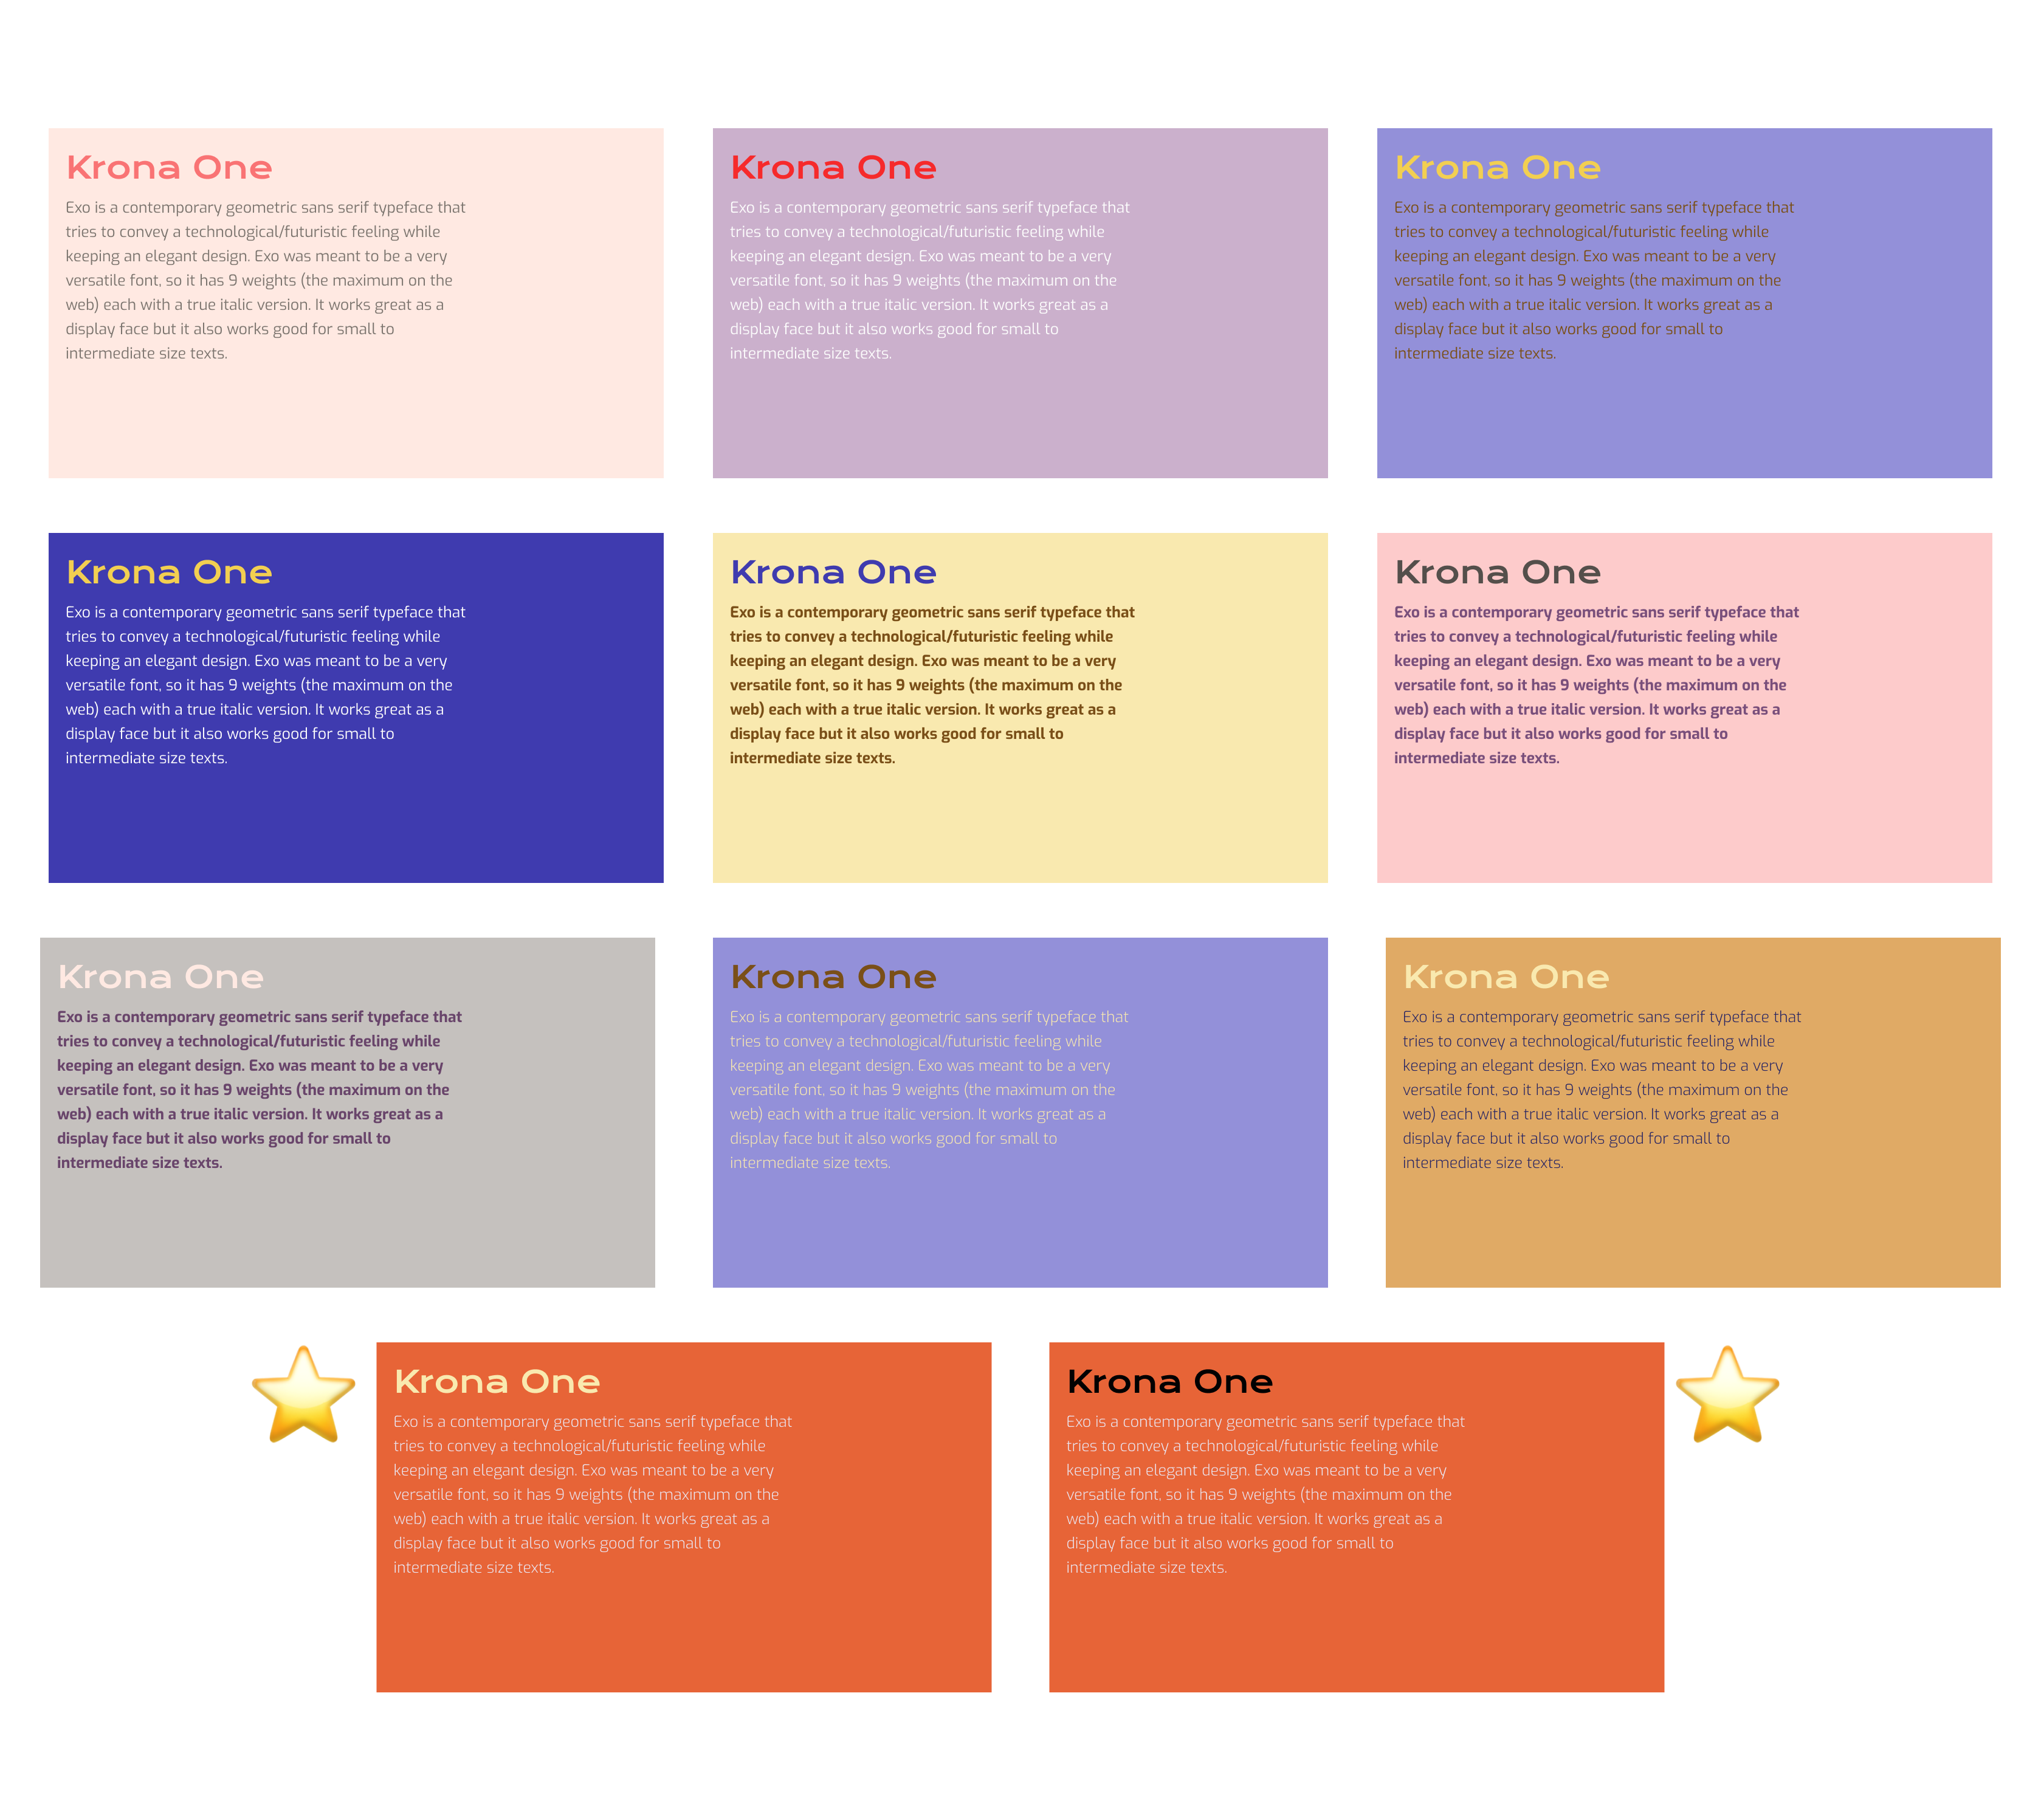 Krona One
Exo is a contemporary geometric sans serif typeface that
tries to convey a technological/futuristic feeling while
keeping an elegant design. Exo was meant to be a very
versatile font, so it has 9 weights (the maximum on the
web) each with a true italic version. It works great as a
display face but it also works good for small to
intermediate size texts.
Krona One
Exo is a contemporary geometric sans serif typeface that
tries to convey a technological/futuristic feeling while
keeping an elegant design. Exo was meant to be a very
versatile font, so it has 9 weights (the maximum on the
web) each with a true italic version. It works great as a
display face but it also works good for small to
intermediate size texts.
Krona One
Exo is a contemporary geometric sans serif typeface that
tries to convey a technological/futuristic feeling while
keeping an elegant design. Exo was meant to be a very
versatile font, so it has 9 weights (the maximum on the
web) each with a true italic version. It works great as a
display face but it also works good for small to
intermediate size texts.
Krona One
Exo is a contemporary geometric sans serif typeface that
tries to convey a technological/futuristic feeling while
keeping an elegant design. Exo was meant to be a very
versatile font, so it has 9 weights (the maximum on the
web) each with a true italic version. It works great as a
display face but it also works good for small to
intermediate size texts.
Krona One
Exo is a contemporary geometric sans serif typeface that
tries to convey a technological/futuristic feeling while
keeping an elegant design. Exo was meant to be a very
versatile font, so it has 9 weights (the maximum on the
web) each with a true italic version. It works great as a
display face but it also works good for small to
intermediate size texts.
Krona One
Exo is a contemporary geometric sans serif typeface that
tries to convey a technological/futuristic feeling while
keeping an elegant design. Exo was meant to be a very
versatile font, so it has 9 weights (the maximum on the
web) each with a true italic version. It works great as a
display face but it also works good for small to
intermediate size texts.
Krona One
Exo is a contemporary geometric sans serif typeface that
tries to convey a technological/futuristic feeling while
keeping an elegant design. Exo was meant to be a very
versatile font, so it has 9 weights (the maximum on the
web) each with a true italic version. It works great as a
display face but it also works good for small to
intermediate size texts.
Krona One
Exo is a contemporary geometric sans serif typeface that
tries to convey a technological/futuristic feeling while
keeping an elegant design. Exo was meant to be a very
versatile font, so it has 9 weights (the maximum on the
web) each with a true italic version. It works great as a
display face but it also works good for small to
intermediate size texts.
Krona One
Exo is a contemporary geometric sans serif typeface that
tries to convey a technological/futuristic feeling while
keeping an elegant design. Exo was meant to be a very
versatile font, so it has 9 weights (the maximum on the
web) each with a true italic version. It works great as a
display face but it also works good for small to
intermediate size texts.
Krona One
Exo is a contemporary geometric sans serif typeface that
tries to convey a technological/futuristic feeling while
keeping an elegant design. Exo was meant to be a very
versatile font, so it has 9 weights (the maximum on the
web) each with a true italic version. It works great as a
display face but it also works good for small to
intermediate size texts.
Krona One
Exo is a contemporary geometric sans serif typeface that
tries to convey a technological/futuristic feeling while
keeping an elegant design. Exo was meant to be a very
versatile font, so it has 9 weights (the maximum on the
web) each with a true italic version. It works great as a
display face but it also works good for small to
intermediate size texts.